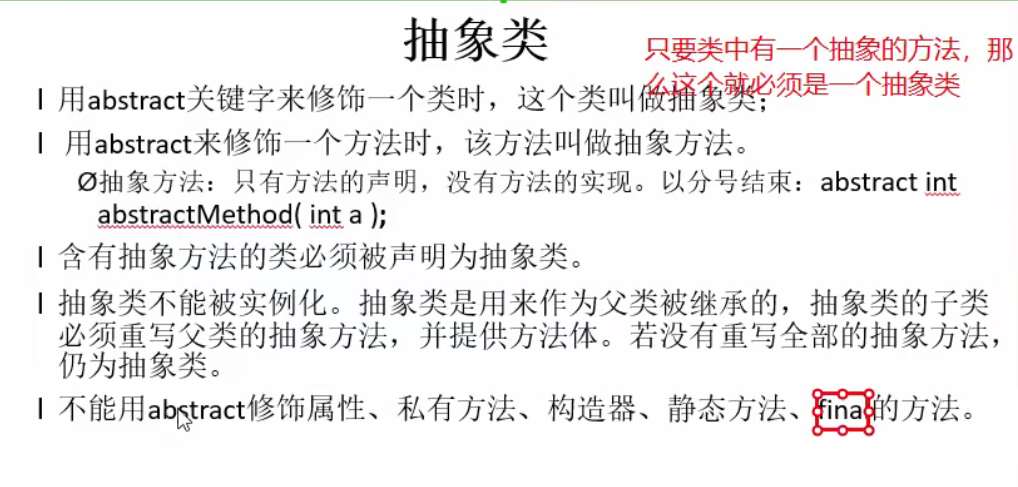 抽象类
只要类中有一个抽象的方法，那
么这个就必须是一个抽象类
l 用abstract关键字来修饰一个类时，这个类叫做抽象类；
l 用abstract来修饰一个方法时，该方法叫做抽象方法。
Ø抽象方法：只有方法的声明，没有方法的实现。以分号结束：abstract int
abstractMethod( int a );
l 含有抽象方法的类必须被声明为抽象类。
l 抽象类不能被实例化。抽象类是用来作为父类被继承的，抽象类的子类
必须重写父类的抽象方法，并提供方法体。若没有重写全部的抽象方法，
仍为抽象类。
l 不能用abstract修饰属性、私有方法、构造器、静态方法、final的方法。